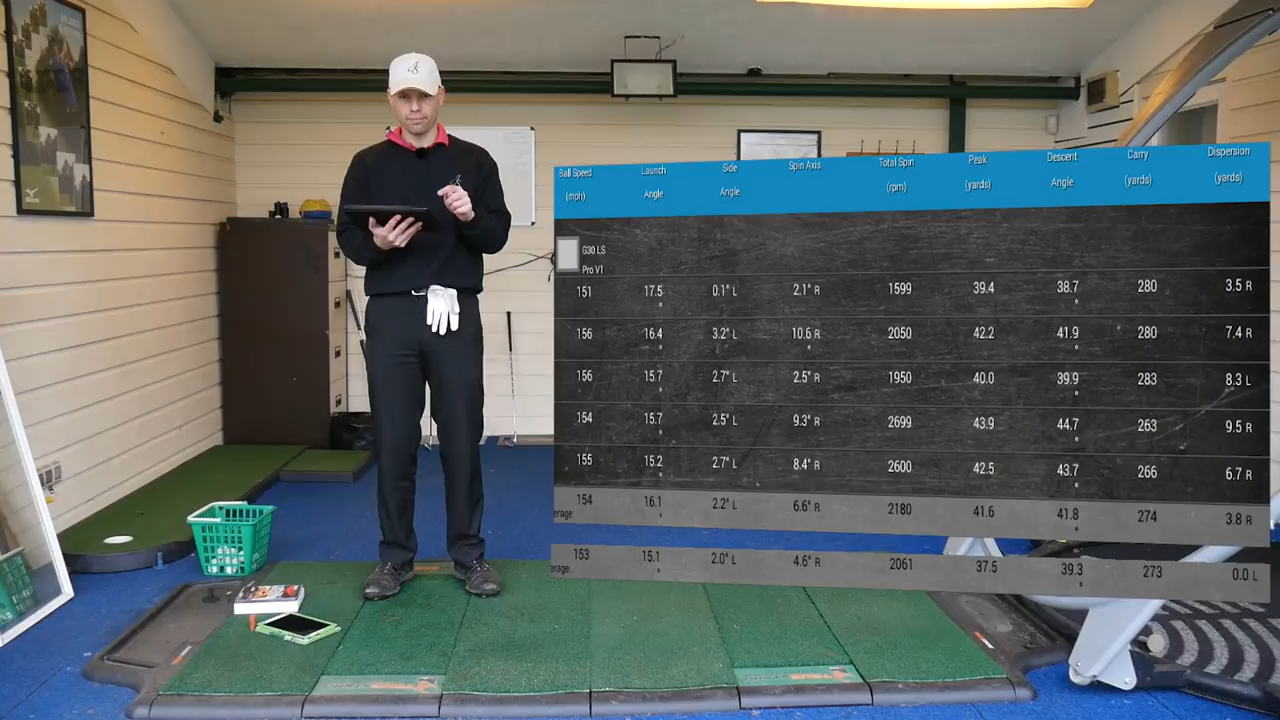 Ball Speed Launch Side Spin Axis Total Spin Peak Descent Carry Dispersion
(mph) Angle Angle (rpm) (yards) Angle (yards) (yards)
G30 LS
Pro V1
151 17.5° 0.1° L 2.1° R 1599 39.4 38.7° 280 3.5 R
156 16.4° 3.2° L 10.6° R 2050 42.2 41.9° 280 7.4 R
156 15.7° 2.7° L 2.5° R 1950 40.0 39.9° 283 8.3 L
154 15.7° 2.5° L 9.3° R 2699 43.9 44.7° 263 9.5 R
155 15.2° 2.7° L 8.4° R 2600 42.5 43.7° 266 6.7 R
erage: 154 16.1° 2.2° L 6.6° R 2180 41.6 41.8° 274 3.8 R
erage: 153 15.1° 2.0° L 4.6° R 2061 37.5 39.3° 273 0.0 L